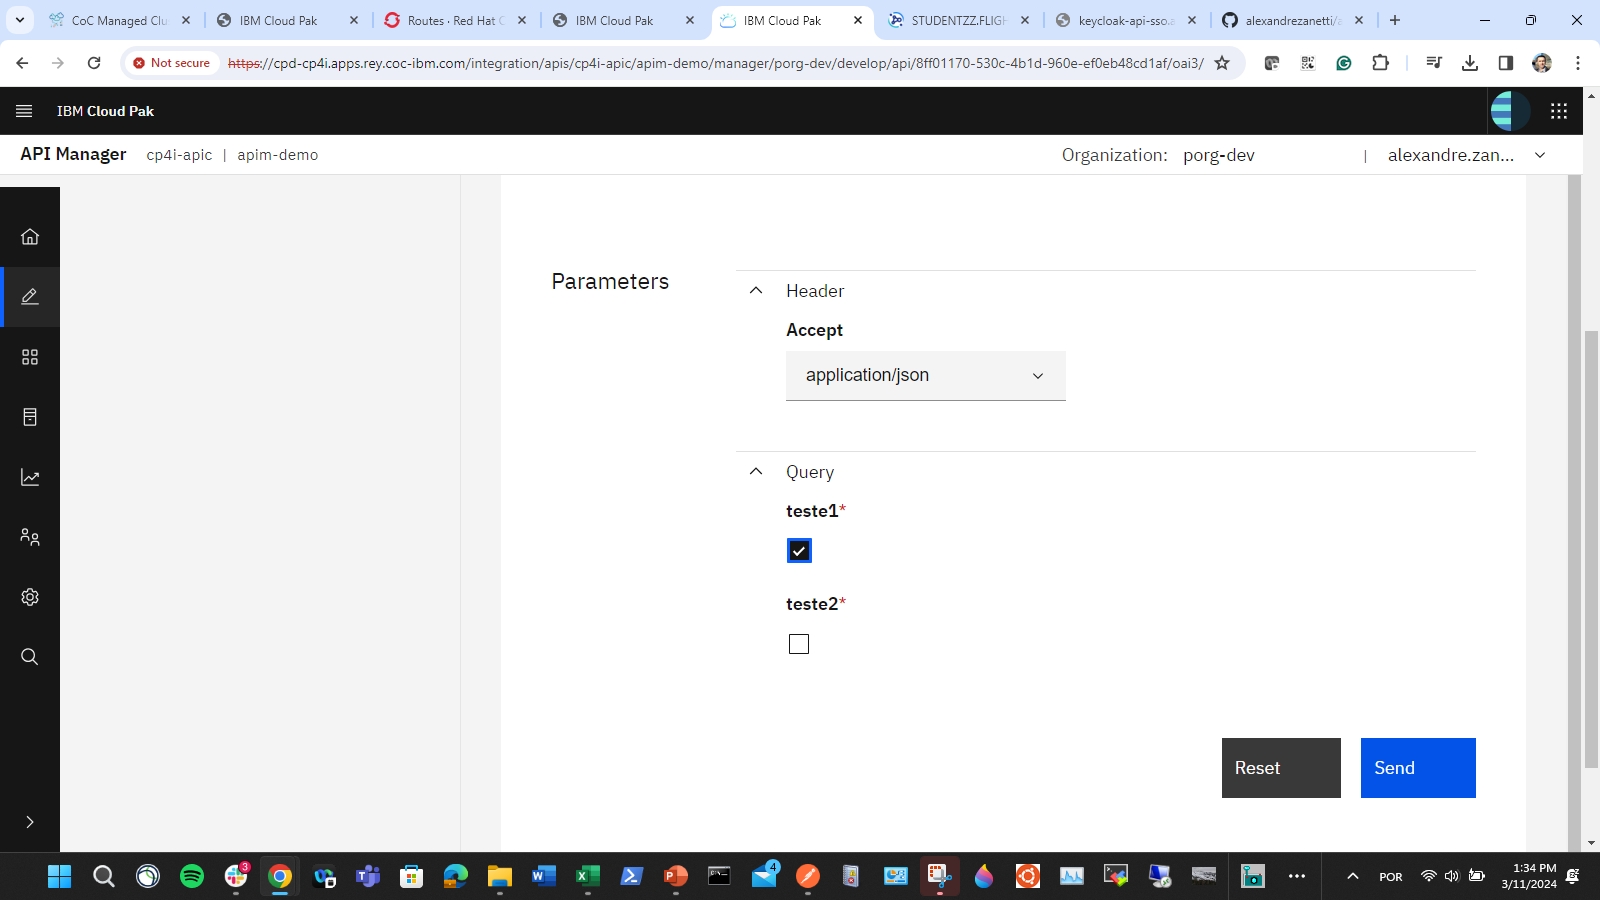 CoC Managed Clu
IBM Cloud Pak
Routes · Red Hat C
IBM Cloud Pak
IBM Cloud Pak
STUDENTZZ.FLIGH
keycloak-api-sso.a
alexandrezanetti/a
Not secure
https://cpd-cp4i.apps.rey.coc-ibm.com/integration/apis/cp4i-apic/apim-demo/manager/porg-dev/develop/api/8ff01170-530c-4b1d-960e-ef0eb48cd1af/oai3/
IBM Cloud Pak
API Manager cp4i-apic | apim-demo
Organization: porg-dev | alexandre.zan...
Parameters
Header
Accept
application/json
Query
teste1*
teste2*
Reset
Send
3
4
POR
1:34 PM
3/11/2024